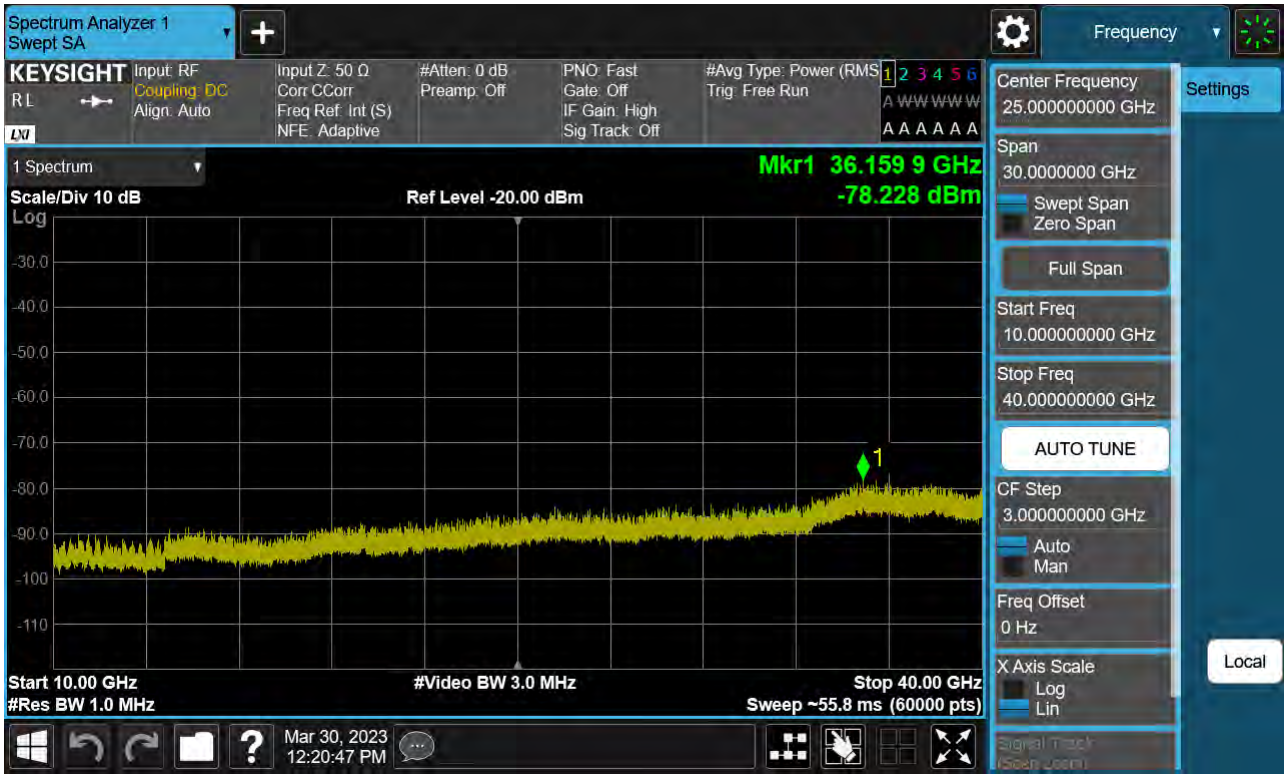 Spectrum Analyzer 1
Swept SA
Frequency
KEYSIGHT
RL
LXI
Input: RF
Coupling: DC
Align: Auto
Input Z: 50 Ω
Corr CCorr
Freq Ref: Int (S)
NFE: Adaptive
#Atten: 0 dB
Preamp: Off
PNO: Fast
Gate: Off
IF Gain: High
Sig Track: Off
#Avg Type: Power (RMS
Trig: Free Run
1 2 3 4 5 6
A W W W W W
A A A A A A
1 Spectrum
Scale/Div 10 dB
Log
Ref Level -20.00 dBm
Mkr1 36.159 9 GHz
-78.228 dBm
-30.0
-40.0
-50.0
-60.0
-70.0
-80.0
-90.0
-100
-110
1
Start 10.00 GHz
#Res BW 1.0 MHz
#Video BW 3.0 MHz
Stop 40.00 GHz
Sweep ~55.8 ms (60000 pts)
Center Frequency
25.000000000 GHz
Span
30.0000000 GHz
Swept Span
Zero Span
Full Span
Start Freq
10.000000000 GHz
Stop Freq
40.000000000 GHz
AUTO TUNE
CF Step
3.000000000 GHz
Auto
Man
Freq Offset
0 Hz
X Axis Scale
Log
Lin
Signal Track
(Span Zoom)
Settings
Local
?
Mar 30, 2023
12:20:47 PM